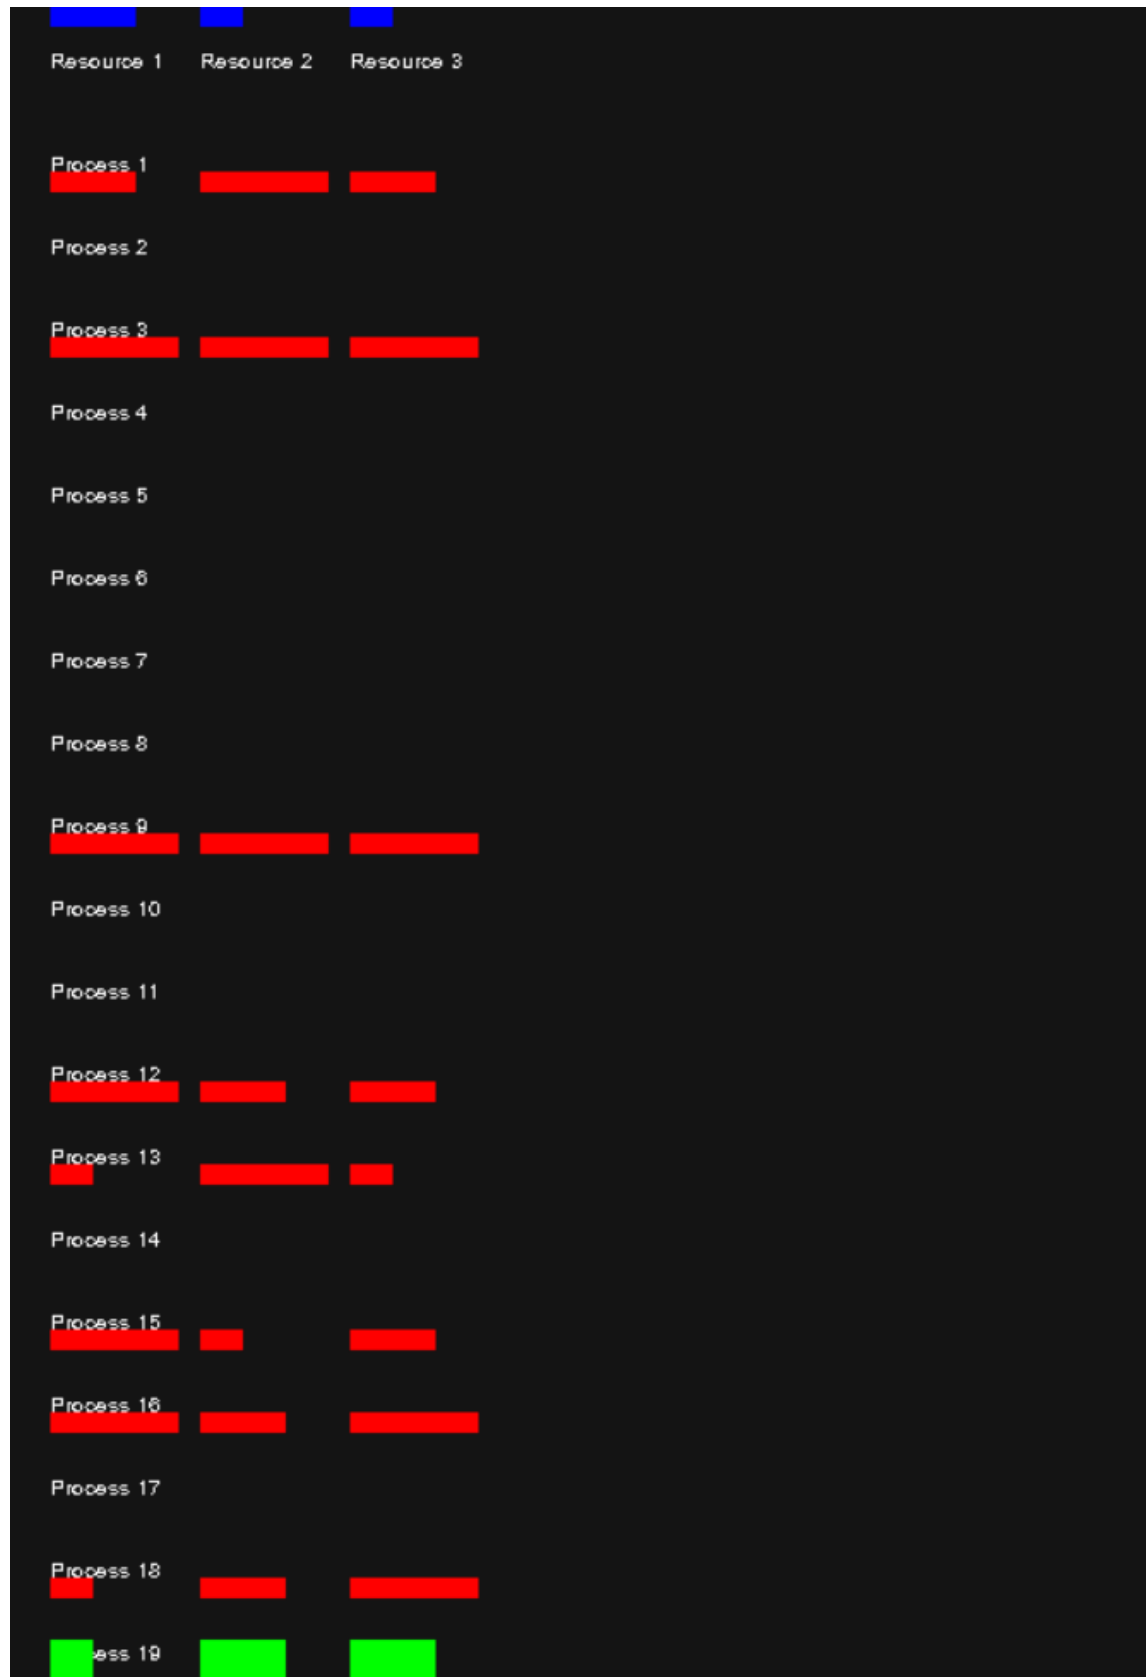 Resource 1 Resource 2 Resource 3
Process 1
Process 2
Process 3
Process 4
Process 5
Process 6
Process 7
Process 8
Process 9
Process 10
Process 11
Process 12
Process 13
Process 14
Process 15
Process 16
Process 17
Process 18
ess 19